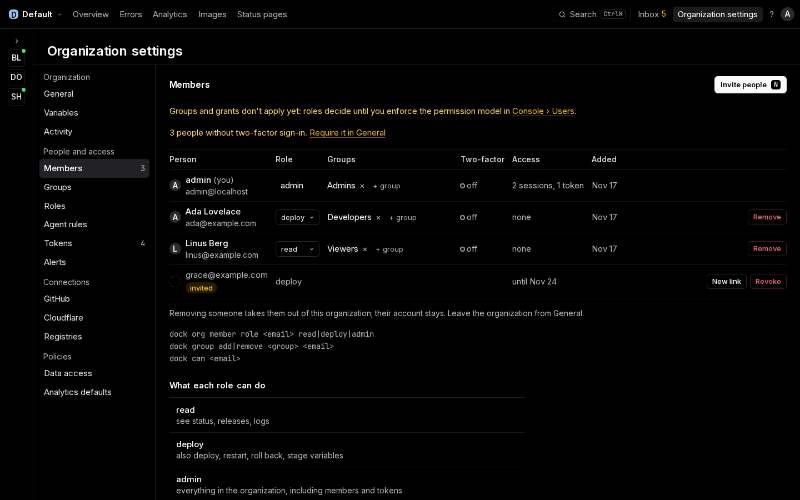 D Default Overview Errors Analytics Images Status pages Search Ctrl K Inbox 5 Organization settings ? A
Organization settings
BL
DO
SH
Organization
General
Variables
Activity
People and access
Members 3
Groups
Roles
Agent rules
Tokens 4
Alerts
Connections
GitHub
Cloudflare
Registries
Policies
Data access
Analytics defaults
Members Invite people N
Groups and grants don't apply yet: roles decide until you enforce the permission model in Console › Users.
3 people without two-factor sign-in. Require it in General
Person Role Groups Two-factor Access Added
A admin (you) admin Admins × + group off 2 sessions, 1 token Nov 17
admin@localhost
A Ada Lovelace deploy Developers × + group off none Nov 17 Remove
ada@example.com
L Linus Berg read Viewers × + group off none Nov 17 Remove
linus@example.com
grace@example.com deploy until Nov 24 New link Revoke
invited
Removing someone takes them out of this organization; their account stays. Leave the organization from General.
dock org member role <email> read|deploy|admin
dock group add|remove <group> <email>
dock can <email>
What each role can do
read
see status, releases, logs
deploy
also deploy, restart, roll back, stage variables
admin
everything in the organization, including members and tokens